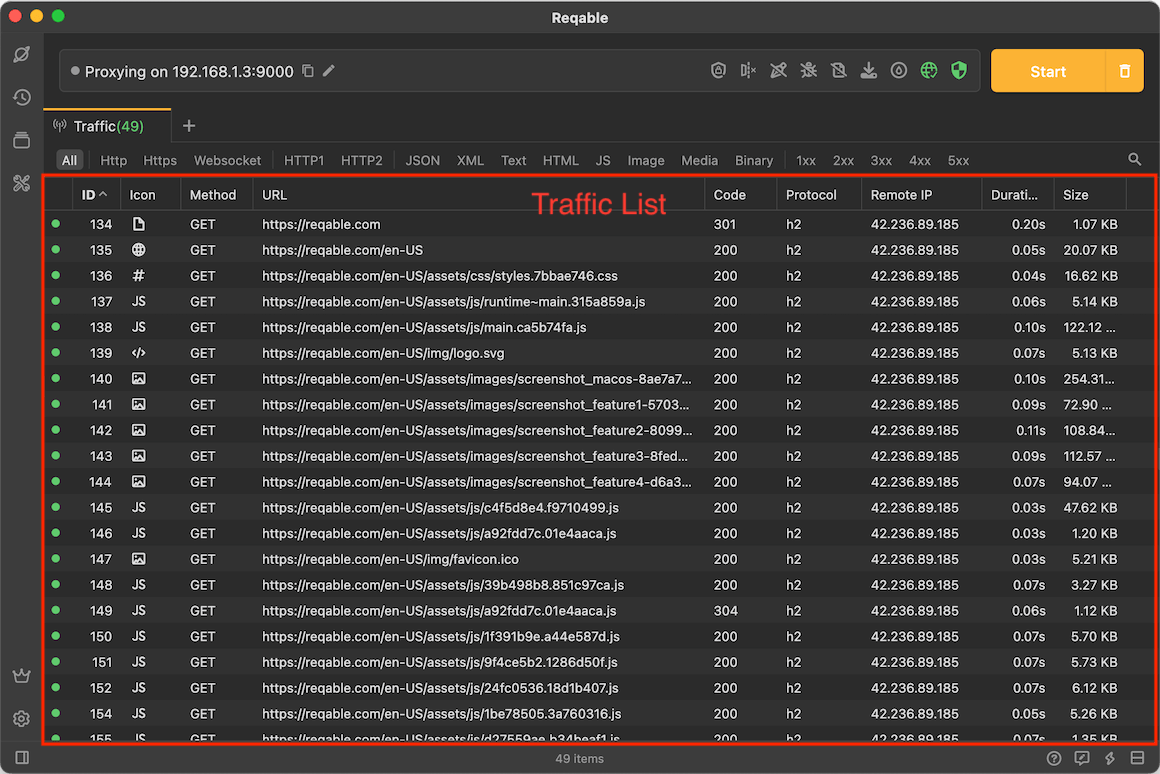 Reqable
Proxying on 192.168.1.3:9000
Start
Traffic(49)
All Http Https Websocket HTTP1 HTTP2 JSON XML Text HTML JS Image Media Binary 1xx 2xx 3xx 4xx 5xx
ID Icon Method URL Code Protocol Remote IP Durati... Size
Traffic List
134 GET https://reqable.com 301 h2 42.236.89.185 0.20s 1.07 KB
135 GET https://reqable.com/en-US 200 h2 42.236.89.185 0.05s 20.07 KB
136 # GET https://reqable.com/en-US/assets/css/styles.7bbae746.css 200 h2 42.236.89.185 0.04s 16.62 KB
137 JS GET https://reqable.com/en-US/assets/js/runtime~main.315a859a.js 200 h2 42.236.89.185 0.06s 5.14 KB
138 JS GET https://reqable.com/en-US/assets/js/main.ca5b74fa.js 200 h2 42.236.89.185 0.10s 122.12 ...
139 </> GET https://reqable.com/en-US/img/logo.svg 200 h2 42.236.89.185 0.07s 5.13 KB
140 GET https://reqable.com/en-US/assets/images/screenshot_macos-8ae7a7... 200 h2 42.236.89.185 0.10s 254.31...
141 GET https://reqable.com/en-US/assets/images/screenshot_feature1-5703... 200 h2 42.236.89.185 0.09s 72.90 ...
142 GET https://reqable.com/en-US/assets/images/screenshot_feature2-8099... 200 h2 42.236.89.185 0.11s 108.84...
143 GET https://reqable.com/en-US/assets/images/screenshot_feature3-8fed... 200 h2 42.236.89.185 0.09s 112.57 ...
144 GET https://reqable.com/en-US/assets/images/screenshot_feature4-d6a3... 200 h2 42.236.89.185 0.07s 94.07 ...
145 JS GET https://reqable.com/en-US/assets/js/c4f5d8e4.f9710499.js 200 h2 42.236.89.185 0.03s 47.62 KB
146 JS GET https://reqable.com/en-US/assets/js/a92fdd7c.01e4aaca.js 200 h2 42.236.89.185 0.03s 1.20 KB
147 GET https://reqable.com/en-US/img/favicon.ico 200 h2 42.236.89.185 0.03s 5.21 KB
148 JS GET https://reqable.com/en-US/assets/js/39b498b8.851c97ca.js 200 h2 42.236.89.185 0.07s 3.27 KB
149 JS GET https://reqable.com/en-US/assets/js/a92fdd7c.01e4aaca.js 304 h2 42.236.89.185 0.06s 1.12 KB
150 JS GET https://reqable.com/en-US/assets/js/1f391b9e.a44e587d.js 200 h2 42.236.89.185 0.07s 5.70 KB
151 JS GET https://reqable.com/en-US/assets/js/9f4ce5b2.1286d50f.js 200 h2 42.236.89.185 0.07s 5.73 KB
152 JS GET https://reqable.com/en-US/assets/js/24fc0536.18d1b407.js 200 h2 42.236.89.185 0.07s 6.12 KB
154 JS GET https://reqable.com/en-US/assets/js/1be78505.3a760316.js 200 h2 42.236.89.185 0.05s 5.26 KB
155 JS GET https://reqable.com/en-US/assets/js/d27559ae.b34beaf1.js 200 h2 42.236.89.185 0.07s 1.35 KB
49 items